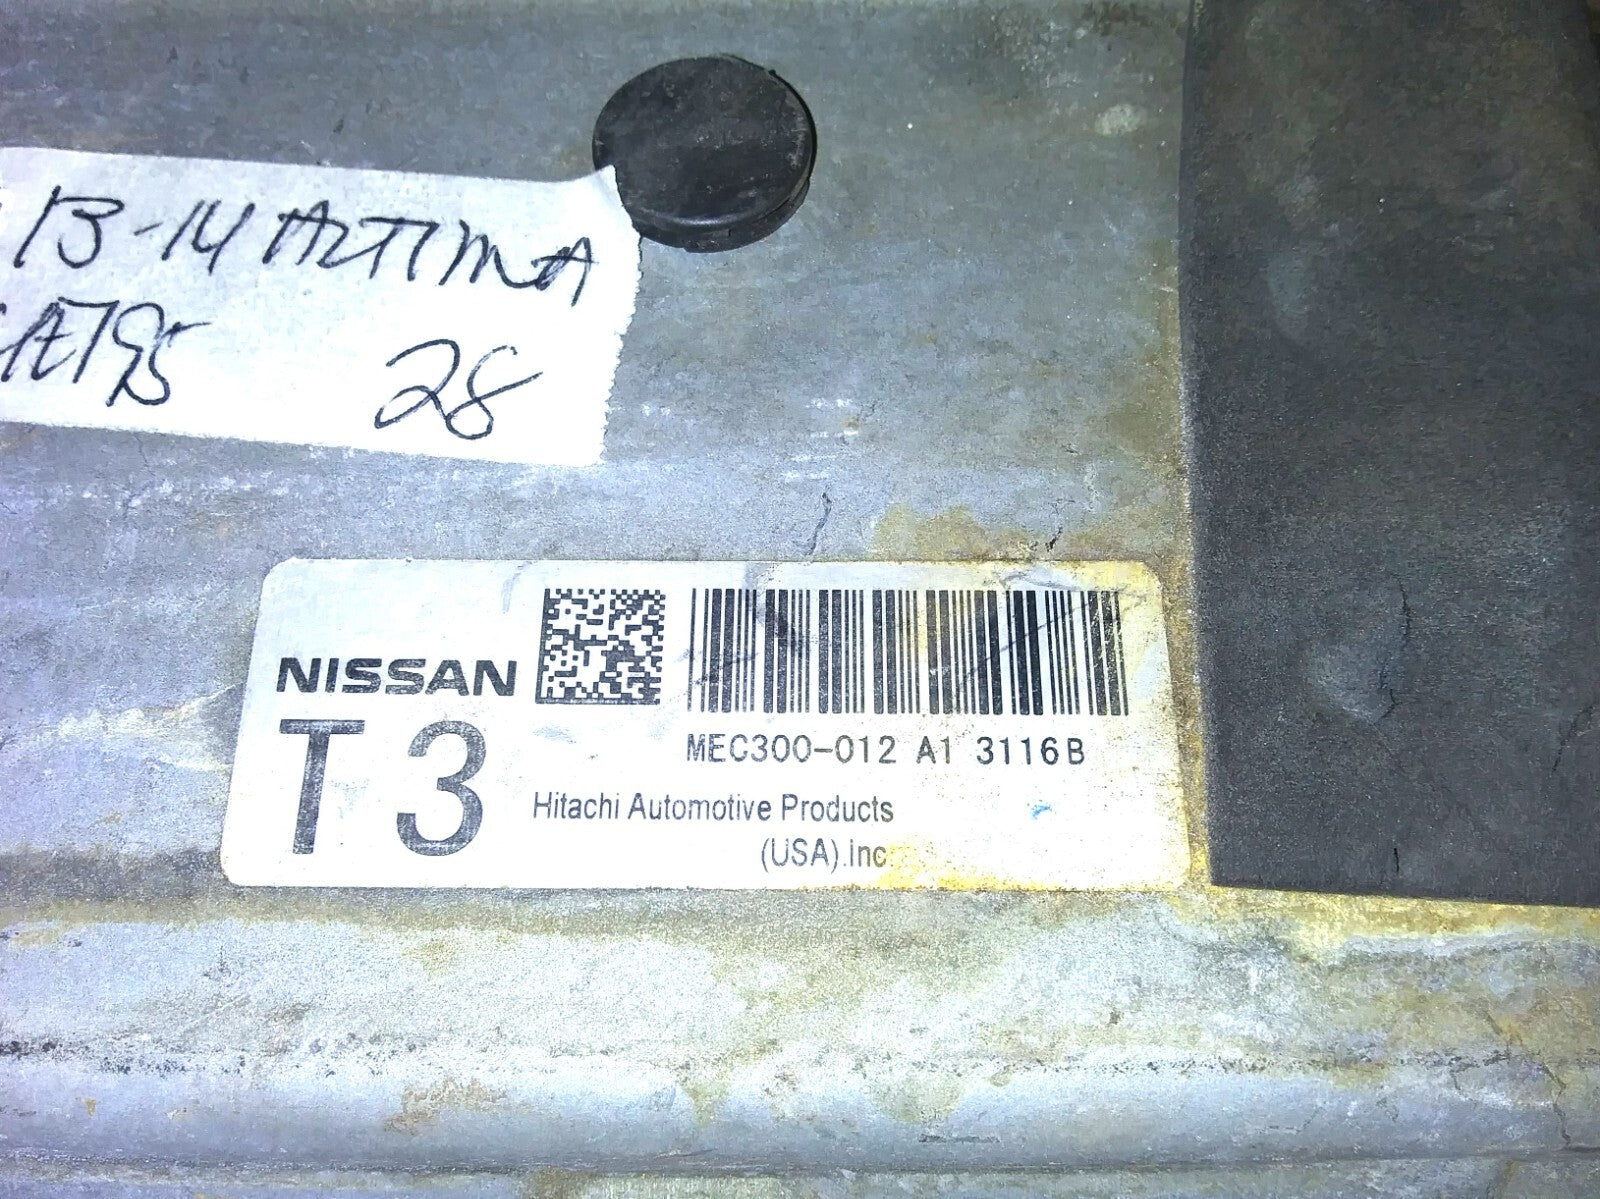 13-14 ALTIMA
28
NISSAN
T3
MEC300-012 A1 3116B
Hitachi Automotive Products
(USA).Inc